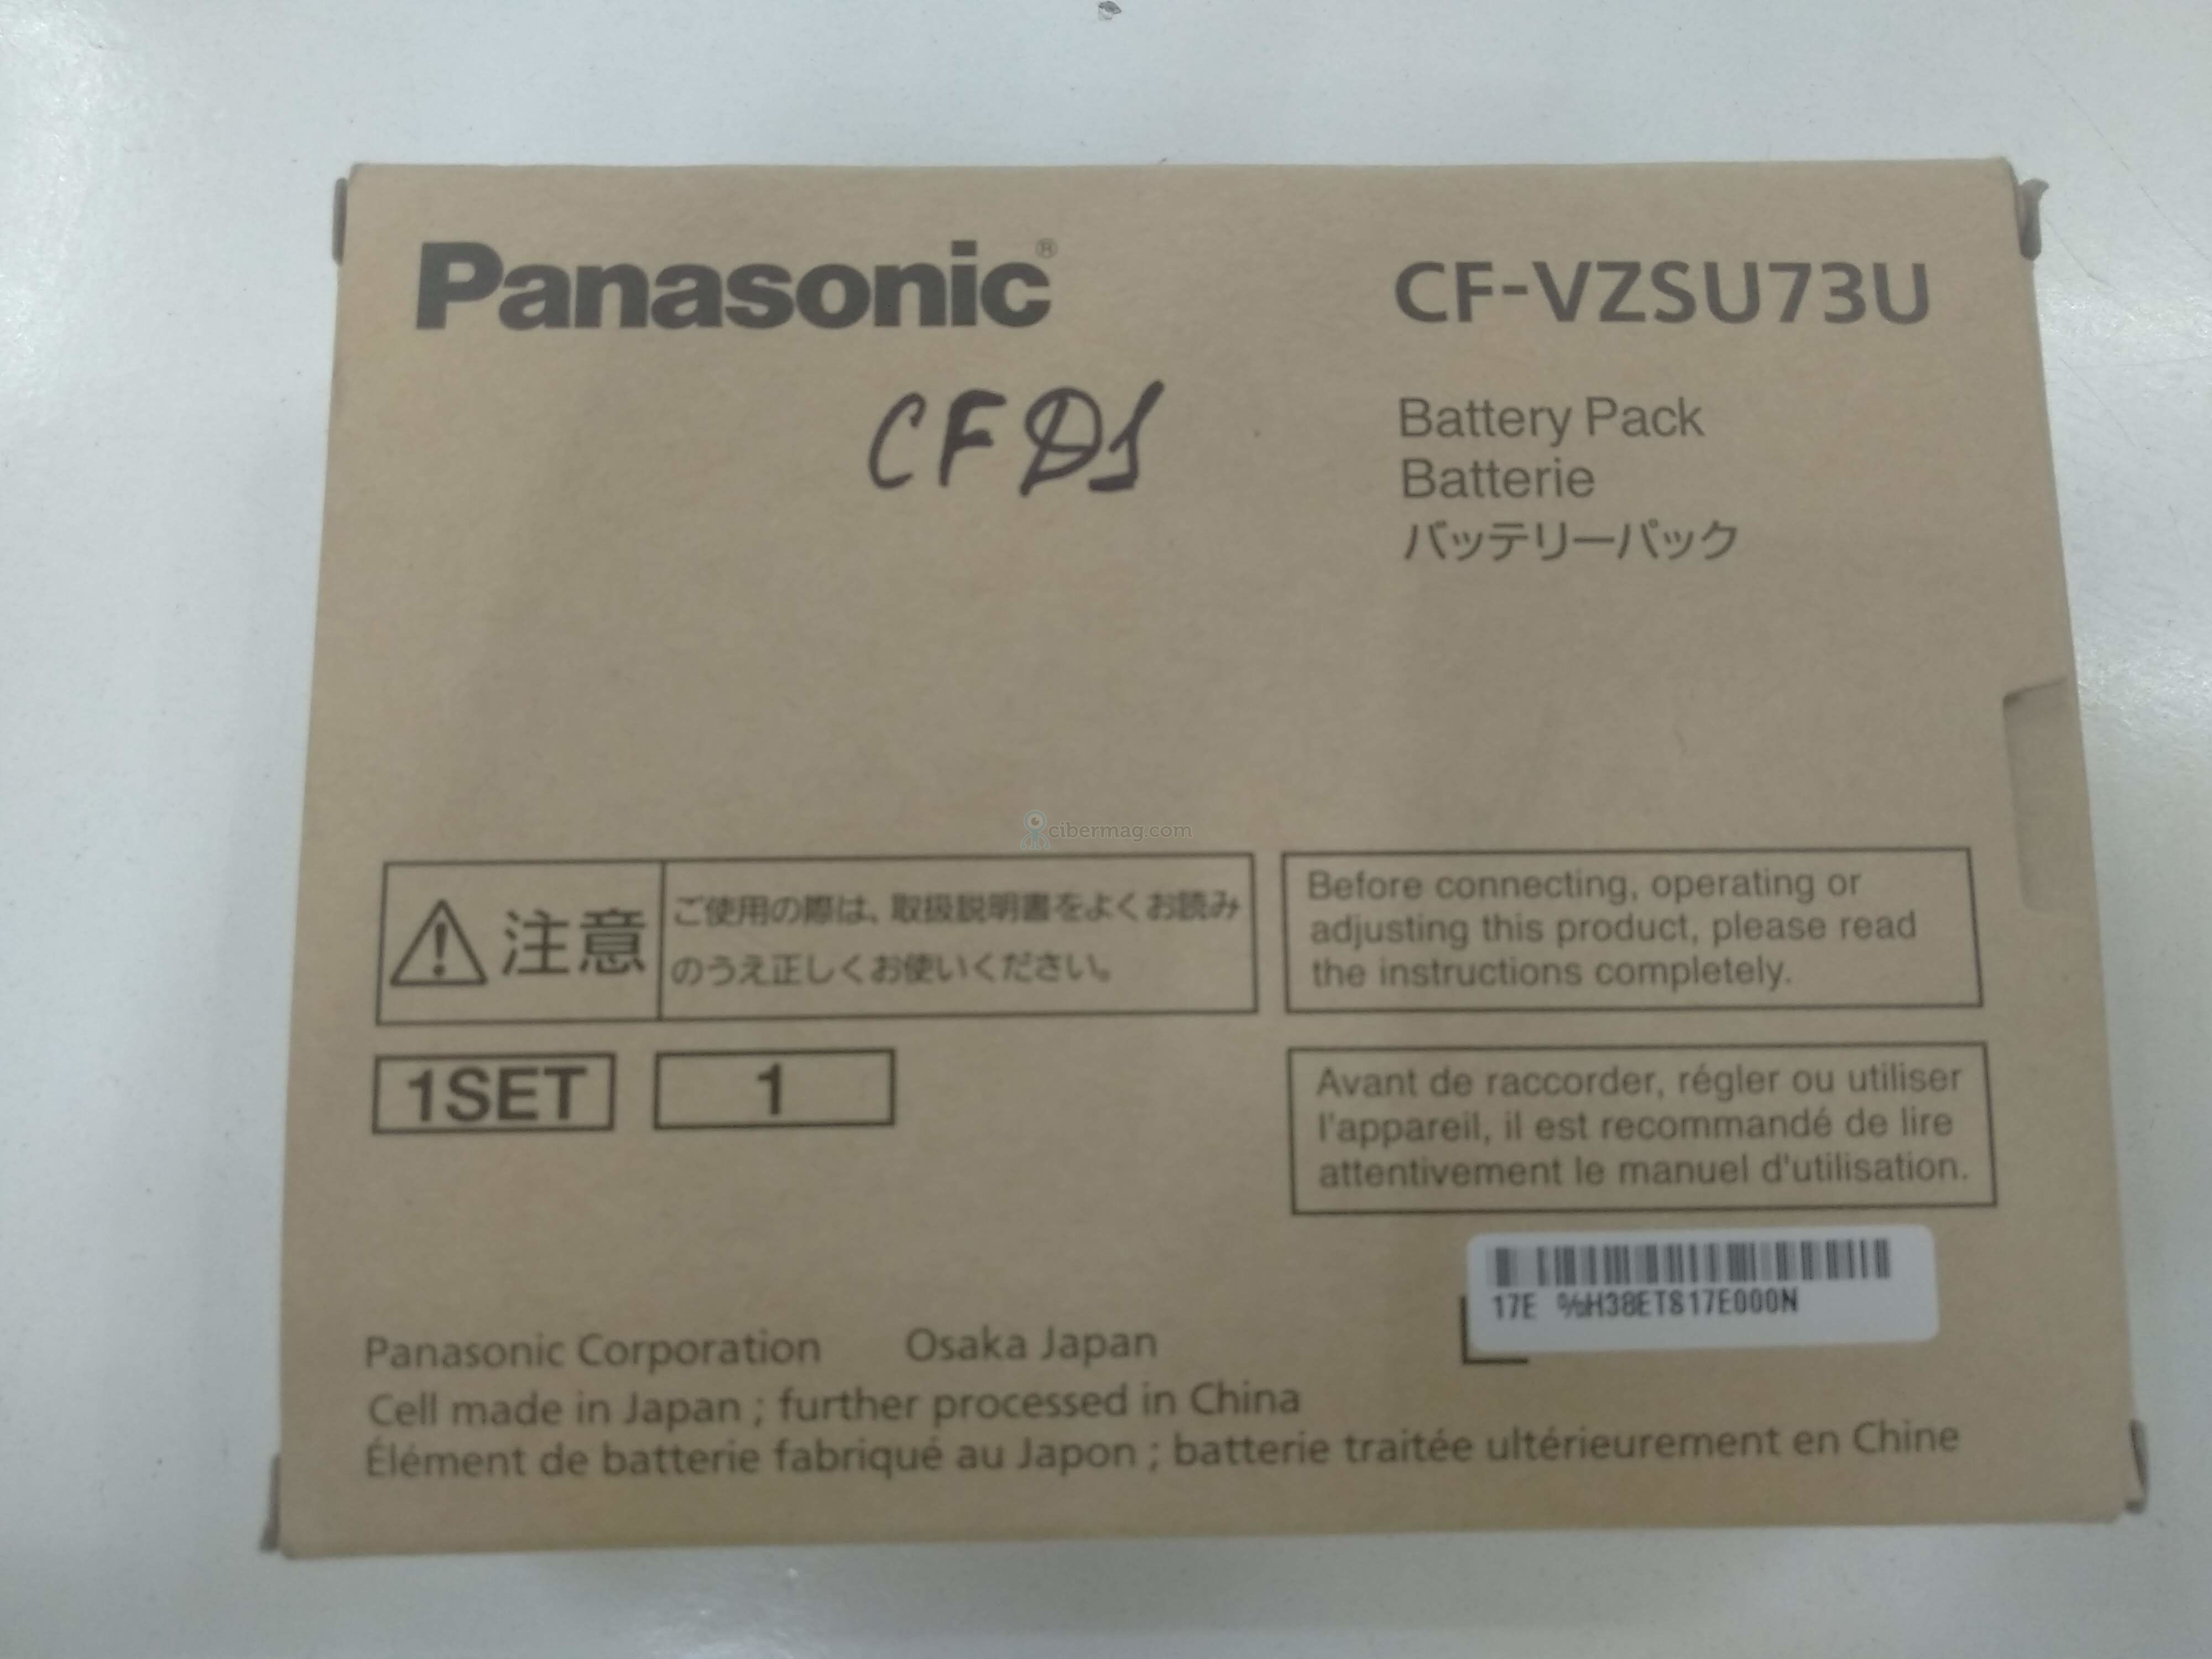 Panasonic®
CF-VZSU73U
CF D1
Battery Pack
Batterie
バッテリーパック
cibermag.com
注意
ご使用の際は、取扱説明書をよくお読み
のうえ正しくお使いください。
Before connecting, operating or
adjusting this product, please read
the instructions completely.
1SET
1
Avant de raccorder, régler ou utiliser
l'appareil, il est recommandé de lire
attentivement le manuel d'utilisation.
17E %H38ETS17E000N
Panasonic Corporation Osaka Japan
Cell made in Japan ; further processed in China
Élément de batterie fabriqué au Japon ; batterie traitée ultérieurement en Chine